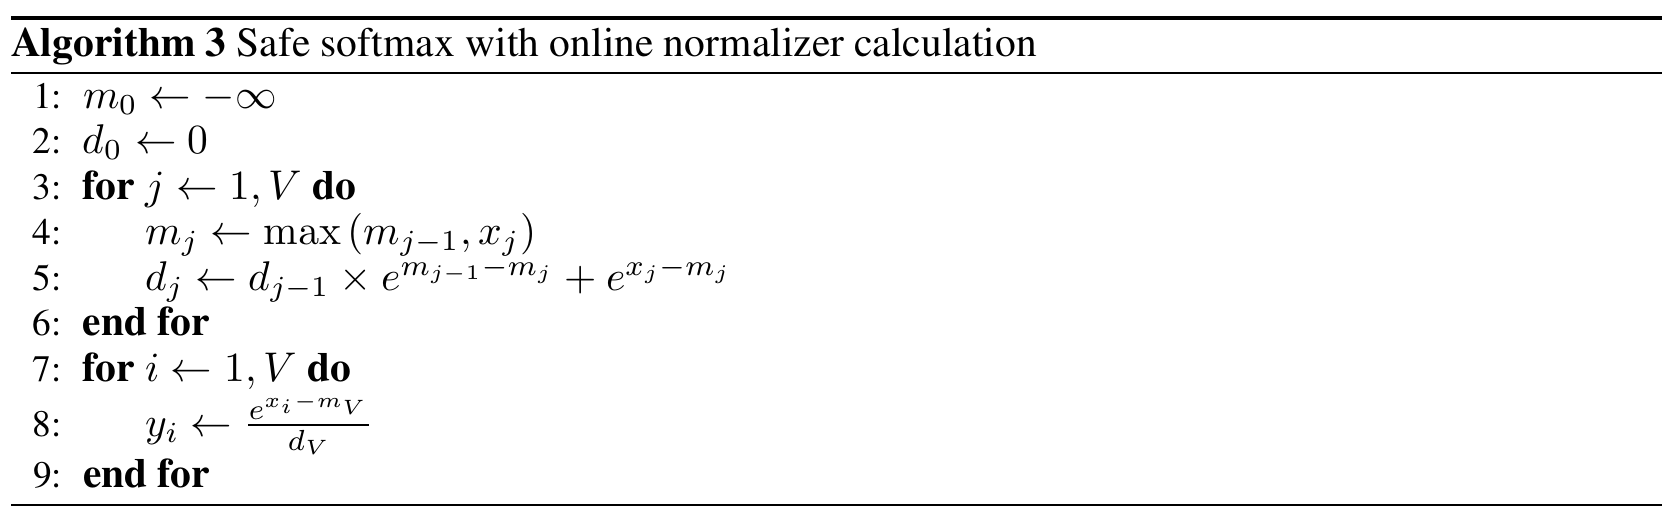 Algorithm 3 Safe softmax with online normalizer calculation
1: $m_0 \leftarrow -\infty$
2: $d_0 \leftarrow 0$
3: for $j \leftarrow 1, V$ do
4: $m_j \leftarrow \max(m_{j-1}, x_j)$
5: $d_j \leftarrow d_{j-1} \times e^{m_{j-1}-m_j} + e^{x_j-m_j}$
6: end for
7: for $i \leftarrow 1, V$ do
8: $y_i \leftarrow \frac{e^{x_i-m_V}}{d_V}$
9: end for